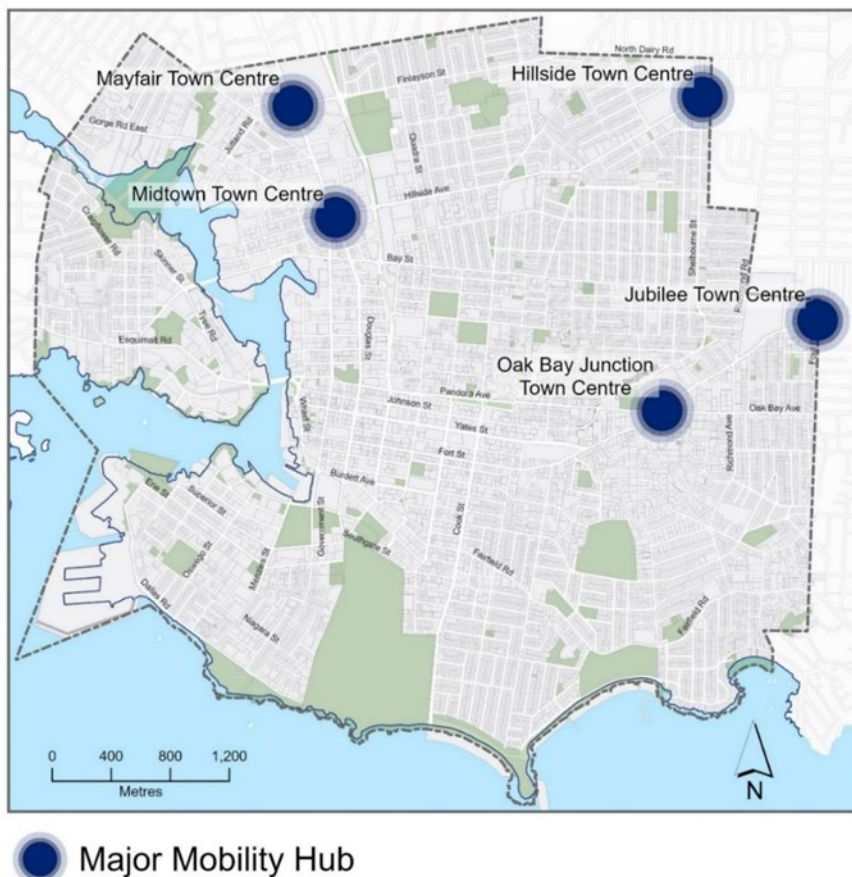 North Dairy Rd
Mayfair Town Centre
Hillside Town Centre
Finlayson St
Gorge Rd East
Jutland Rd
Quadra St
Midtown Town Centre
Hillside Ave
Craigflower Rd
Shelbourne St
Skinner St
Bay St
Jubilee Town Centre
Tyee Rd
Esquimalt Rd
Douglas St
Oak Bay Junction
Town Centre
Pandora Ave
Wharf St
Johnson St
Oak Bay Ave
Yates St
Fort St
Richmond Ave
Burdett Ave
Erie St
Superior St
Government St
Cook St
Southgate St
Oswego St
Menzies St
Fairfield Rd
Dallas Rd
Niagara St
Fairfield Rd
0 400 800 1,200
Metres
N
Major Mobility Hub